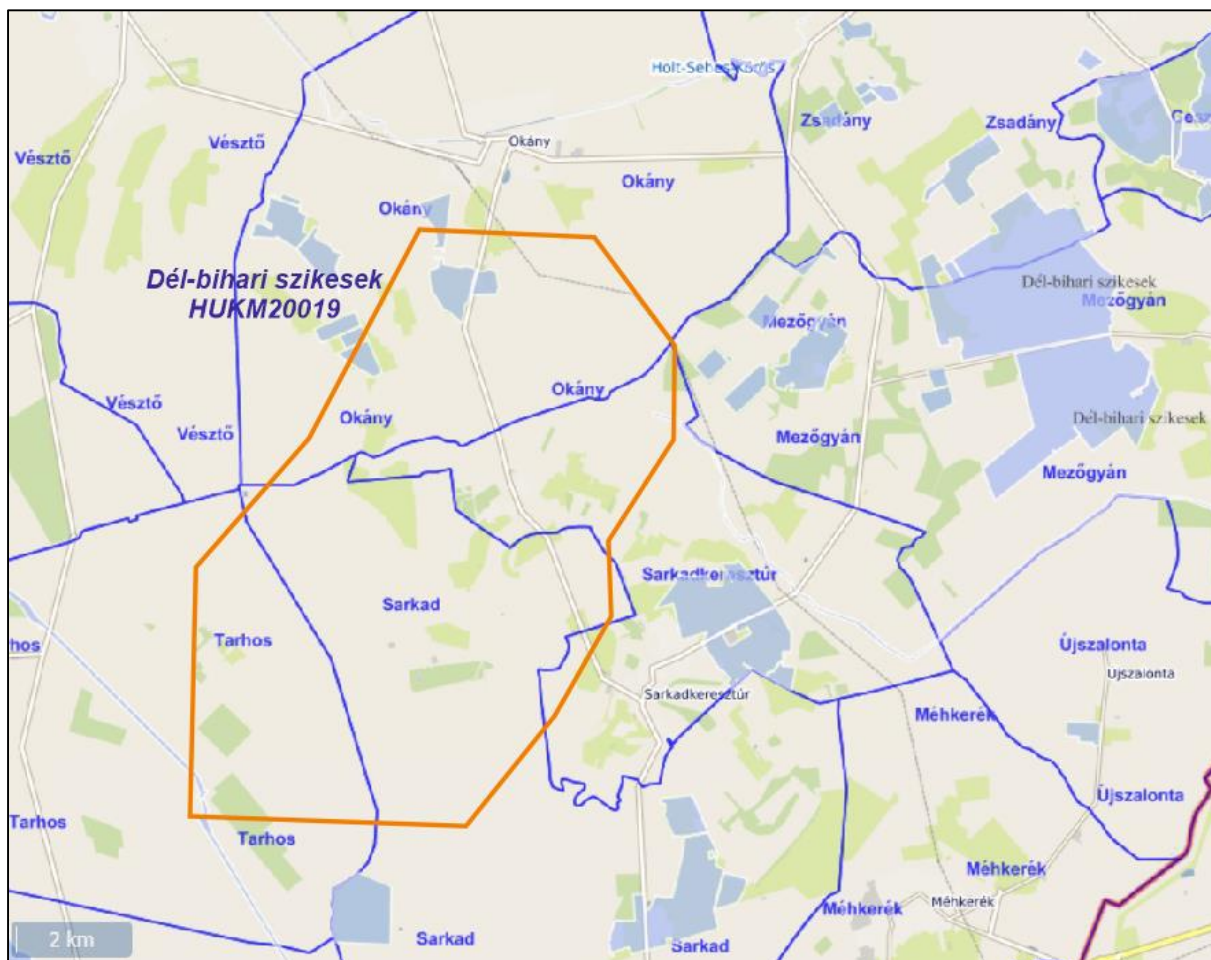 Holt-Sebes-Körös
Zsadány
Zsadány
Vésztő
Vésztő
Okány
Okány
Okány
Dél-bihari szikesek
HUKM20019
Dél-bihari szikesek
Mezőgyán
Mezőgyán
Vésztő
Okány
Okány
Vésztő
Mezőgyán
Dél-bihari szikesek
Mezőgyán
Sarkadkeresztúr
Sarkad
Tarhos
rhos
Újszalonta
Újszalonta
Sarkadkeresztúr
Méhkerék
Újszalonta
Tarhos
Tarhos
Méhkerék
Méhkerék
Méhkerék
Sarkad
Sarkad
2 km